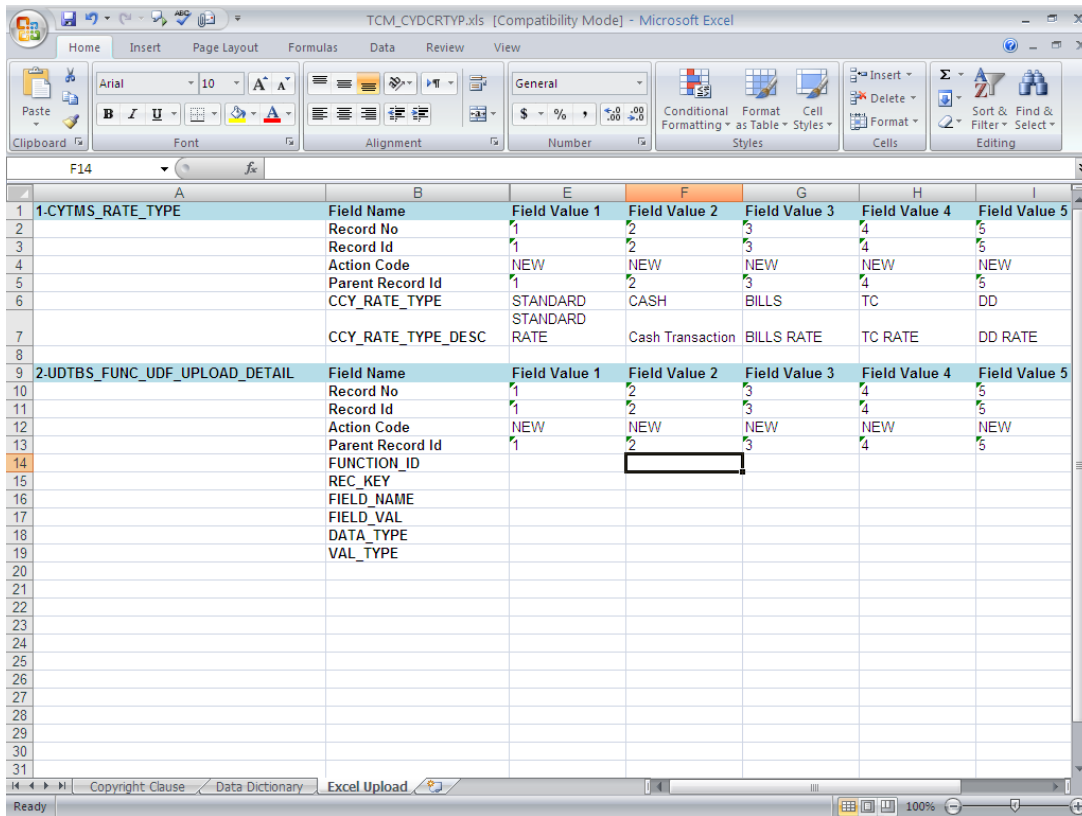 TCM_CYDCRTYP.xls [Compatibility Mode] - Microsoft Excel
Home Insert Page Layout Formulas Data Review View
Paste
Arial 10 A A
B I U A
General
$ % , .0 .00 .00 .0
Conditional Formatting
Format as Table
Cell Styles
Insert
Delete
Format
Σ
Sort & Filter
Find & Select
Clipboard Font Alignment Number Styles Cells Editing
F14 fx
A B E F G H I
1 1-CYTMS_RATE_TYPE Field Name Field Value 1 Field Value 2 Field Value 3 Field Value 4 Field Value 5
2 Record No 1 2 3 4 5
3 Record Id 1 2 3 4 5
4 Action Code NEW NEW NEW NEW NEW
5 Parent Record Id 1 2 3 4 5
6 CCY_RATE_TYPE STANDARD CASH BILLS TC DD
7 CCY_RATE_TYPE_DESC STANDARD RATE Cash Transaction BILLS RATE TC RATE DD RATE
8
9 2-UDTBS_FUNC_UDF_UPLOAD_DETAIL Field Name Field Value 1 Field Value 2 Field Value 3 Field Value 4 Field Value 5
10 Record No 1 2 3 4 5
11 Record Id 1 2 3 4 5
12 Action Code NEW NEW NEW NEW NEW
13 Parent Record Id 1 2 3 4 5
14 FUNCTION_ID
15 REC_KEY
16 FIELD_NAME
17 FIELD_VAL
18 DATA_TYPE
19 VAL_TYPE
20
21
22
23
24
25
26
27
28
29
30
31
Copyright Clause Data Dictionary Excel Upload
Ready 100%